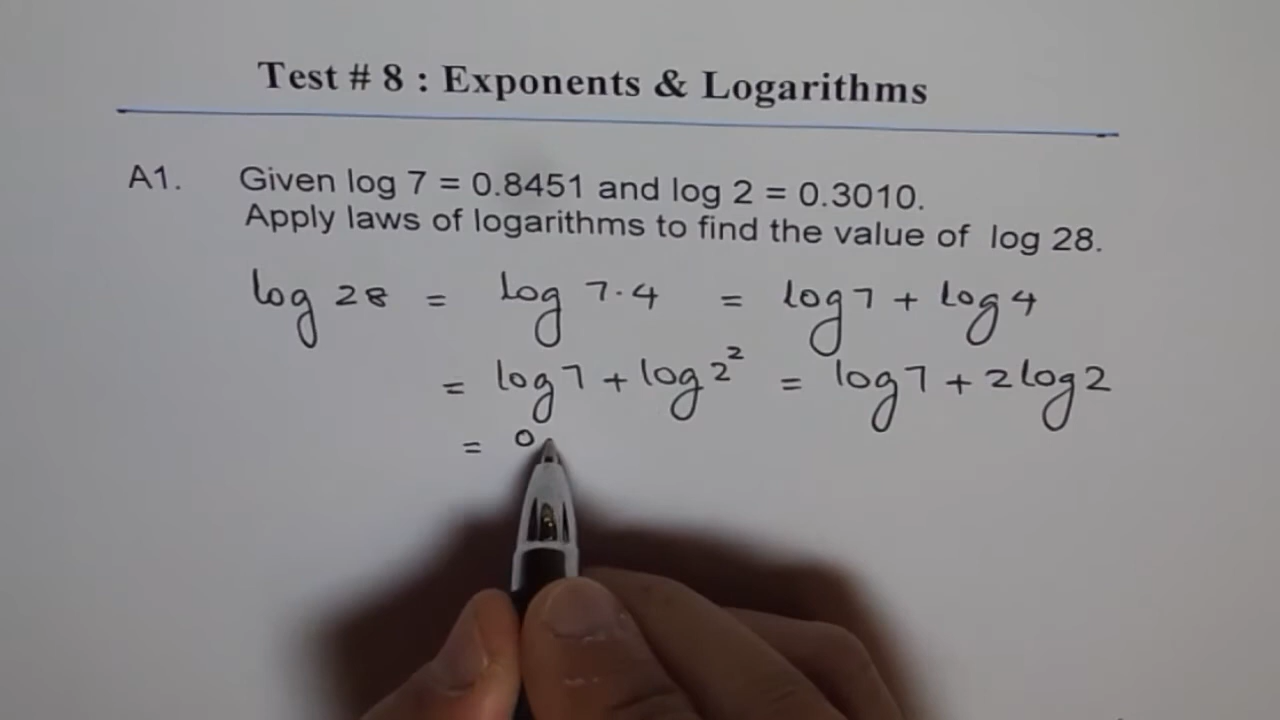 Test # 8 : Exponents & Logarithms
A1. Given log 7 = 0.8451 and log 2 = 0.3010.
Apply laws of logarithms to find the value of log 28.
log 28 = log 7·4 = log 7 + log 4
= log 7 + log 2² = log 7 + 2 log 2
= 0